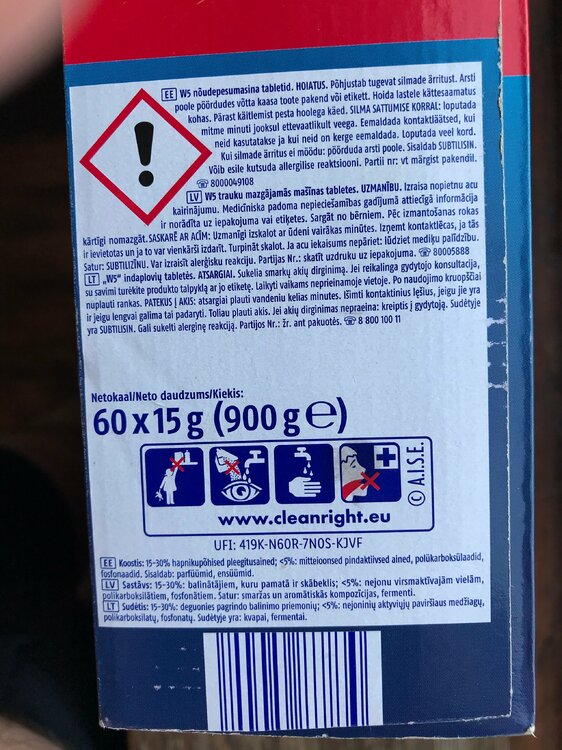 EE W5 nõudepesumasina tabletid. HOIATUS. Põhjustab tugevat silmade ärritust. Arsti
poole pöördudes võtta kaasa toote pakend või etikett. Hoida lastele kättesaamatus
kohas. Pärast käitlemist pesta hoolega käed. SILMA SATTUMISE KORRAL: loputada
mitme minuti jooksul ettevaatlikult veega. Eemaldada kontaktläätsed, kui
neid kasutatakse ja kui neid on kerge eemaldada. Loputada veel kord.
Kui silmade ärritus ei möödu: pöörduda arsti poole. Sisaldab SUBTILISIN.
Võib esile kutsuda allergilise reaktsiooni. Partii nr: vt märgist pakendil.
☏ 8000049108
LV W5 trauku mazgājamās mašīnas tabletes. UZMANĪBU. Izraisa nopietnu acu
kairinājumu. Medicīniska padoma nepieciešamības gadījumā attiecīgā informācija
ir norādīta uz iepakojuma vai etiķetes. Sargāt no bērniem. Pēc izmantošanas rokas
kārtīgi nomazgāt. SASKARĒ AR ACĪM: Uzmanīgi izskalot ar ūdeni vairākas minūtes. Izņemt kontaktlēcas, ja tās
ir ievietotas un ja to var vienkārši izdarīt. Turpināt skalot. Ja acu iekaisums nepāriet: lūdziet mediķu palīdzību.
Satur: SUBTILIZĪNU. Var izraisīt alerģisku reakciju. Partijas Nr.: skatīt uzdruku uz iepakojuma. ☏ 80005888
LT „W5“ indaplovių tabletės. ATSARGIAI. Sukelia smarkų akių dirginimą. Jei reikalinga gydytojo konsultacija,
su savimi turėkite produkto talpyklą ar jo etiketę. Laikyti vaikams neprieinamoje vietoje. Po naudojimo kruopščiai
nuplauti rankas. PATEKUS Į AKIS: atsargiai plauti vandeniu kelias minutes. Išimti kontaktinius lęšius, jeigu jie yra
ir jeigu lengvai galima tai padaryti. Toliau plauti akis. Jei akių dirginimas nepraeina: kreiptis į gydytoją. Sudėtyje
yra SUBTILISIN. Gali sukelti alerginę reakciją. Partijos Nr.: žr. ant pakuotės. ☏ 8 800 100 11
Netokaal/Neto daudzums/Kiekis:
60 x 15 g (900 g ℮)
© A.I.S.E.
www.cleanright.eu
UFI: 419K-N60R-7N0S-KJVF
EE Koostis: 15-30% hapnikupõhised pleegitusained; <5%: mitteioonsed pindaktiivsed ained, polükarboksülaadid,
fosfonaadid. Sisaldab: parfüümid, ensüümid.
LV Sastāvs: 15-30%: balinātājiem, kuru pamatā ir skābeklis; <5%: nejonu virsmaktīvajām vielām,
polikarboksilātiem, fosfonātiem. Satur: smaržas un aromātiskās kompozīcijas, fermenti.
LT Sudėtis: 15-30%: deguonies pagrindo balinimo priemonių; <5%: nejoninių aktyviųjų paviršiaus medžiagų,
polikarboksilatų, fosfonatų. Sudėtyje yra: kvapai, fermentai.